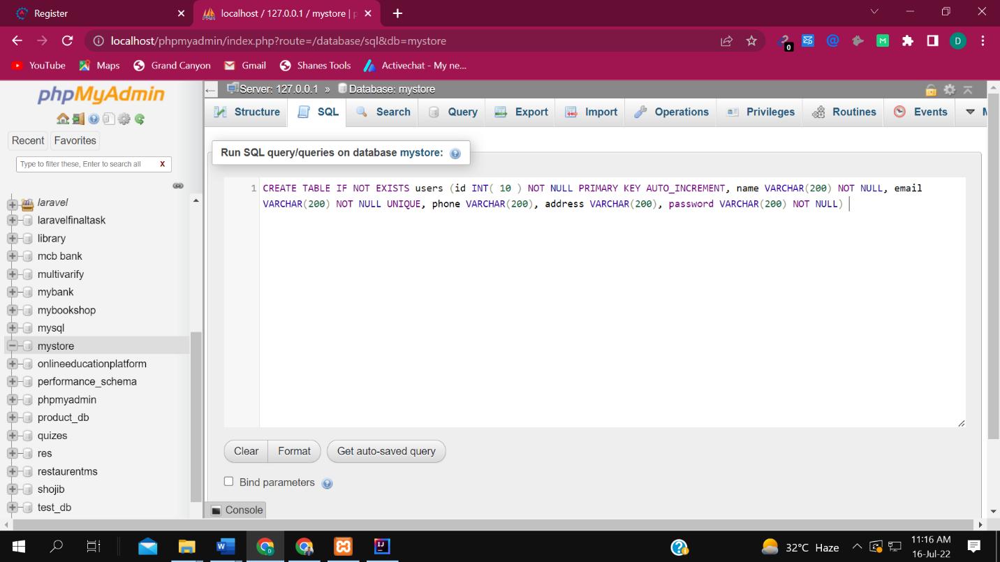 Register
localhost / 127.0.0.1 / mystore |
localhost/phpmyadmin/index.php?route=/database/sql&db=mystore
0
M
D
YouTube Maps Grand Canyon Gmail Shanes Tools Activechat - My ne...
phpMyAdmin
Recent Favorites
Type to filter these, Enter to search all X
laravel
laravelfinaltask
library
mcb bank
multivarify
mybank
mybookshop
mysql
mystore
onlineeducationplatform
performance_schema
phpmyadmin
product_db
quizes
res
restaurentms
shojib
test_db
Server: 127.0.0.1 » Database: mystore
Structure SQL Search Query Export Import Operations Privileges Routines Events
Run SQL query/queries on database mystore:
1 CREATE TABLE IF NOT EXISTS users (id INT( 10 ) NOT NULL PRIMARY KEY AUTO_INCREMENT, name VARCHAR(200) NOT NULL, email
VARCHAR(200) NOT NULL UNIQUE, phone VARCHAR(200), address VARCHAR(200), password VARCHAR(200) NOT NULL)
Clear Format Get auto-saved query
Bind parameters
Console
32°C Haze
11:16 AM
16-Jul-22